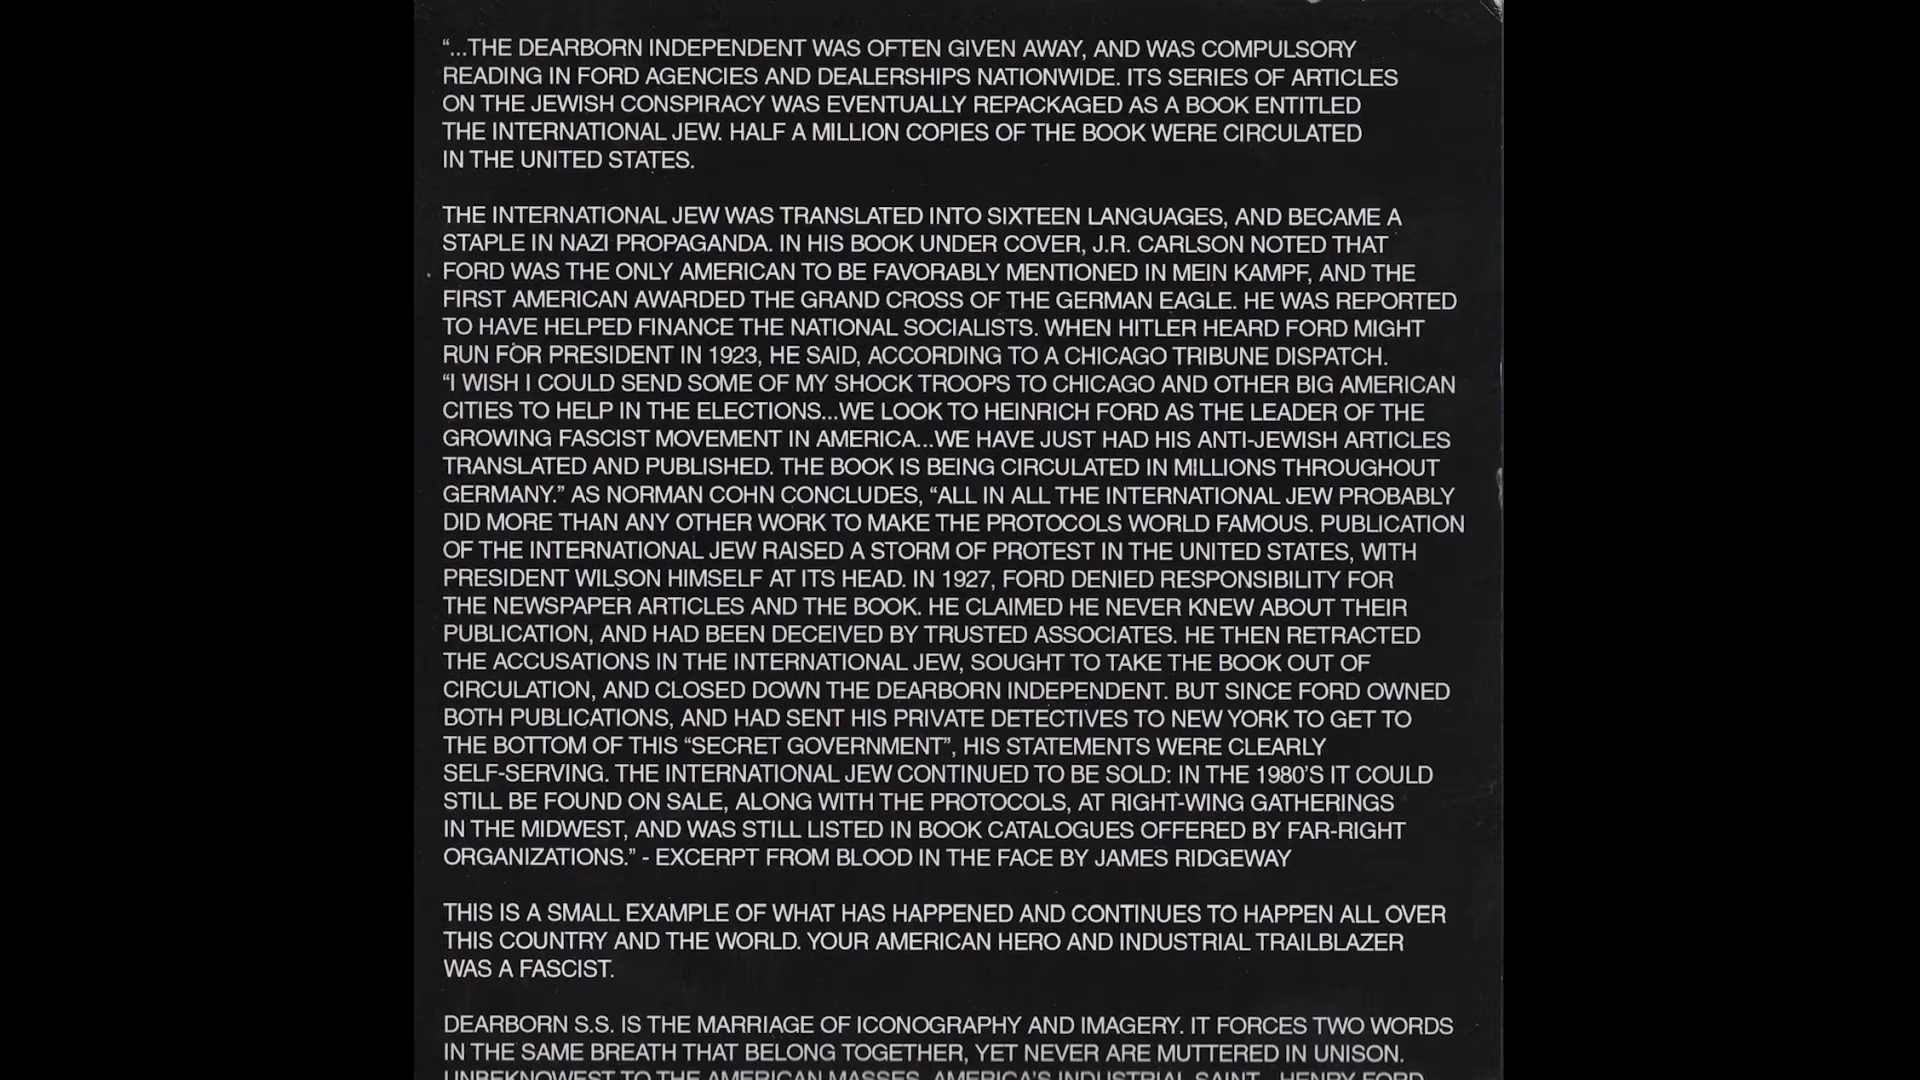 “...THE DEARBORN INDEPENDENT WAS OFTEN GIVEN AWAY, AND WAS COMPULSORY
READING IN FORD AGENCIES AND DEALERSHIPS NATIONWIDE. ITS SERIES OF ARTICLES
ON THE JEWISH CONSPIRACY WAS EVENTUALLY REPACKAGED AS A BOOK ENTITLED
THE INTERNATIONAL JEW. HALF A MILLION COPIES OF THE BOOK WERE CIRCULATED
IN THE UNITED STATES.
THE INTERNATIONAL JEW WAS TRANSLATED INTO SIXTEEN LANGUAGES, AND BECAME A
STAPLE IN NAZI PROPAGANDA. IN HIS BOOK UNDER COVER, J.R. CARLSON NOTED THAT
FORD WAS THE ONLY AMERICAN TO BE FAVORABLY MENTIONED IN MEIN KAMPF, AND THE
FIRST AMERICAN AWARDED THE GRAND CROSS OF THE GERMAN EAGLE. HE WAS REPORTED
TO HAVE HELPED FINANCE THE NATIONAL SOCIALISTS. WHEN HITLER HEARD FORD MIGHT
RUN FOR PRESIDENT IN 1923, HE SAID, ACCORDING TO A CHICAGO TRIBUNE DISPATCH.
“I WISH I COULD SEND SOME OF MY SHOCK TROOPS TO CHICAGO AND OTHER BIG AMERICAN
CITIES TO HELP IN THE ELECTIONS...WE LOOK TO HEINRICH FORD AS THE LEADER OF THE
GROWING FASCIST MOVEMENT IN AMERICA...WE HAVE JUST HAD HIS ANTI-JEWISH ARTICLES
TRANSLATED AND PUBLISHED. THE BOOK IS BEING CIRCULATED IN MILLIONS THROUGHOUT
GERMANY.” AS NORMAN COHN CONCLUDES, “ALL IN ALL THE INTERNATIONAL JEW PROBABLY
DID MORE THAN ANY OTHER WORK TO MAKE THE PROTOCOLS WORLD FAMOUS. PUBLICATION
OF THE INTERNATIONAL JEW RAISED A STORM OF PROTEST IN THE UNITED STATES, WITH
PRESIDENT WILSON HIMSELF AT ITS HEAD. IN 1927, FORD DENIED RESPONSIBILITY FOR
THE NEWSPAPER ARTICLES AND THE BOOK. HE CLAIMED HE NEVER KNEW ABOUT THEIR
PUBLICATION, AND HAD BEEN DECEIVED BY TRUSTED ASSOCIATES. HE THEN RETRACTED
THE ACCUSATIONS IN THE INTERNATIONAL JEW, SOUGHT TO TAKE THE BOOK OUT OF
CIRCULATION, AND CLOSED DOWN THE DEARBORN INDEPENDENT. BUT SINCE FORD OWNED
BOTH PUBLICATIONS, AND HAD SENT HIS PRIVATE DETECTIVES TO NEW YORK TO GET TO
THE BOTTOM OF THIS “SECRET GOVERNMENT”, HIS STATEMENTS WERE CLEARLY
SELF-SERVING. THE INTERNATIONAL JEW CONTINUED TO BE SOLD: IN THE 1980’S IT COULD
STILL BE FOUND ON SALE, ALONG WITH THE PROTOCOLS, AT RIGHT-WING GATHERINGS
IN THE MIDWEST, AND WAS STILL LISTED IN BOOK CATALOGUES OFFERED BY FAR-RIGHT
ORGANIZATIONS.” - EXCERPT FROM BLOOD IN THE FACE BY JAMES RIDGEWAY
THIS IS A SMALL EXAMPLE OF WHAT HAS HAPPENED AND CONTINUES TO HAPPEN ALL OVER
THIS COUNTRY AND THE WORLD. YOUR AMERICAN HERO AND INDUSTRIAL TRAILBLAZER
WAS A FASCIST.
DEARBORN S.S. IS THE MARRIAGE OF ICONOGRAPHY AND IMAGERY. IT FORCES TWO WORDS
IN THE SAME BREATH THAT BELONG TOGETHER, YET NEVER ARE MUTTERED IN UNISON.
UNBEKNOWEST TO THE AMERICAN MASSES, AMERICA’S INDUSTRIAL SAINT - HENRY FORD